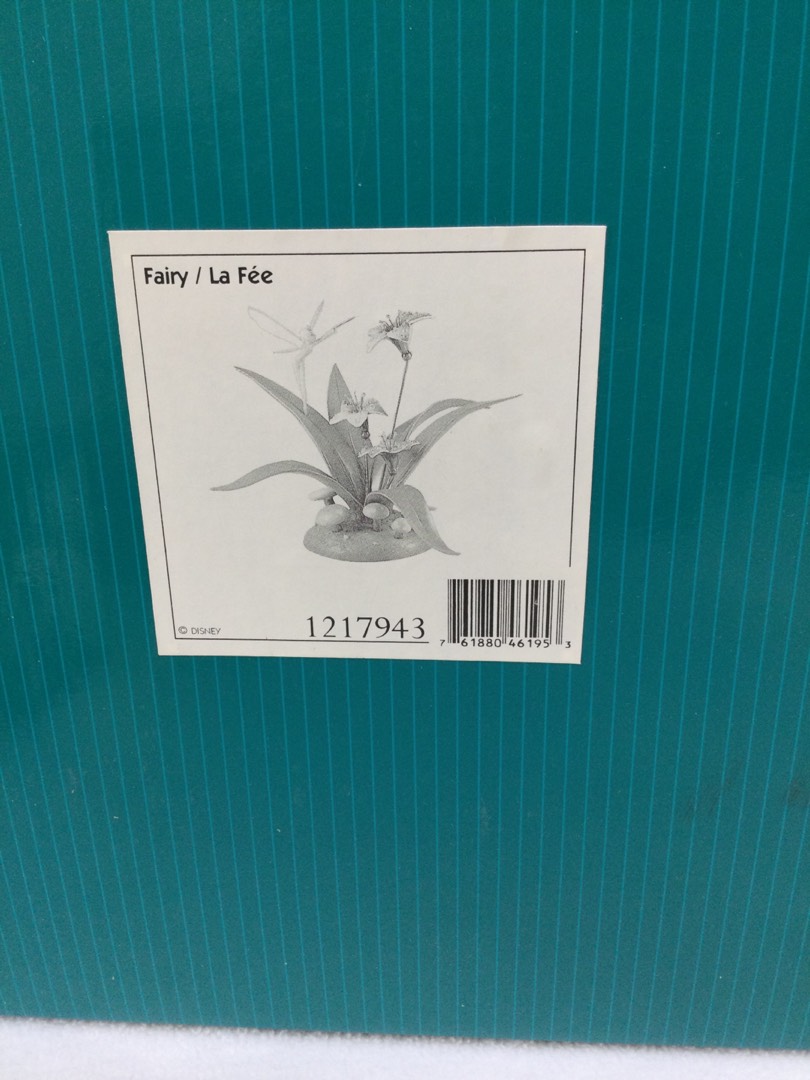 Fairy / La Fée
© DISNEY
1217943
7 61880 46195 3